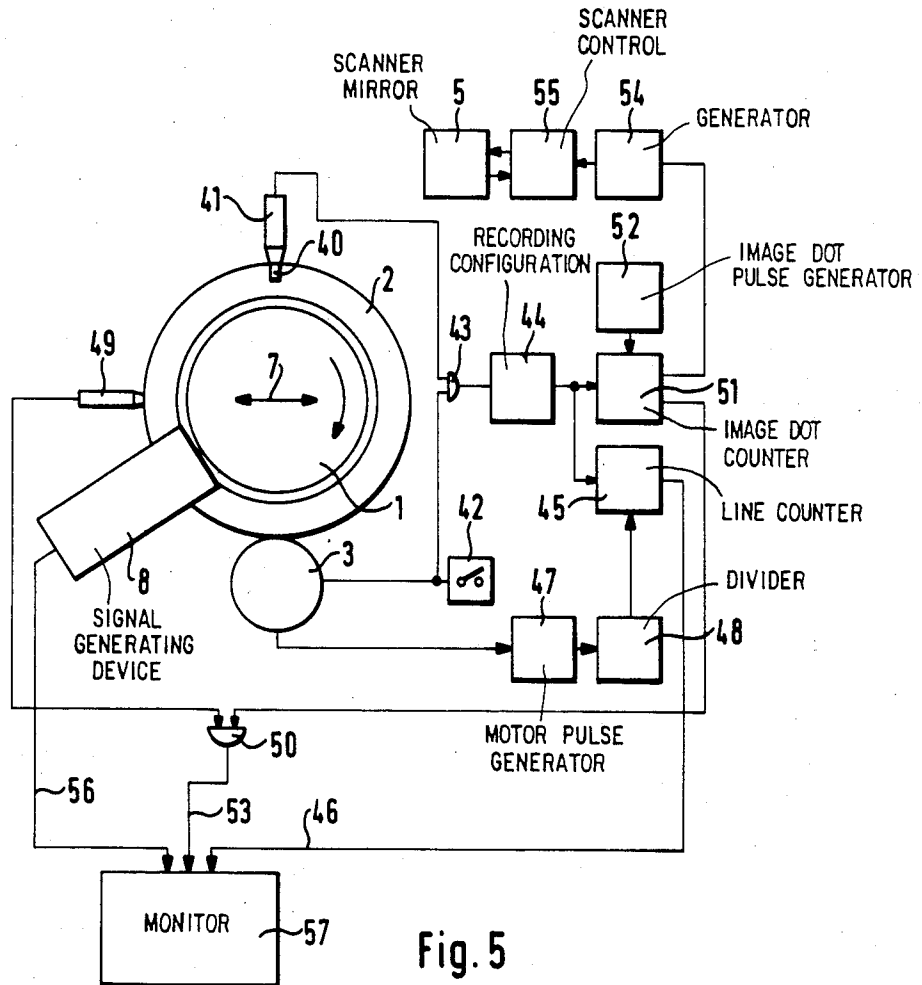 SCANNER
CONTROL
SCANNER
MIRROR
5
55
54
GENERATOR
41
40
RECORDING
CONFIGURATION
52
IMAGE DOT
PULSE GENERATOR
2
43
44
49
7
51
IMAGE DOT
COUNTER
1
45
LINE COUNTER
42
3
8
47
DIVIDER
48
SIGNAL
GENERATING
DEVICE
MOTOR PULSE
GENERATOR
50
56
53
46
MONITOR
57
Fig. 5